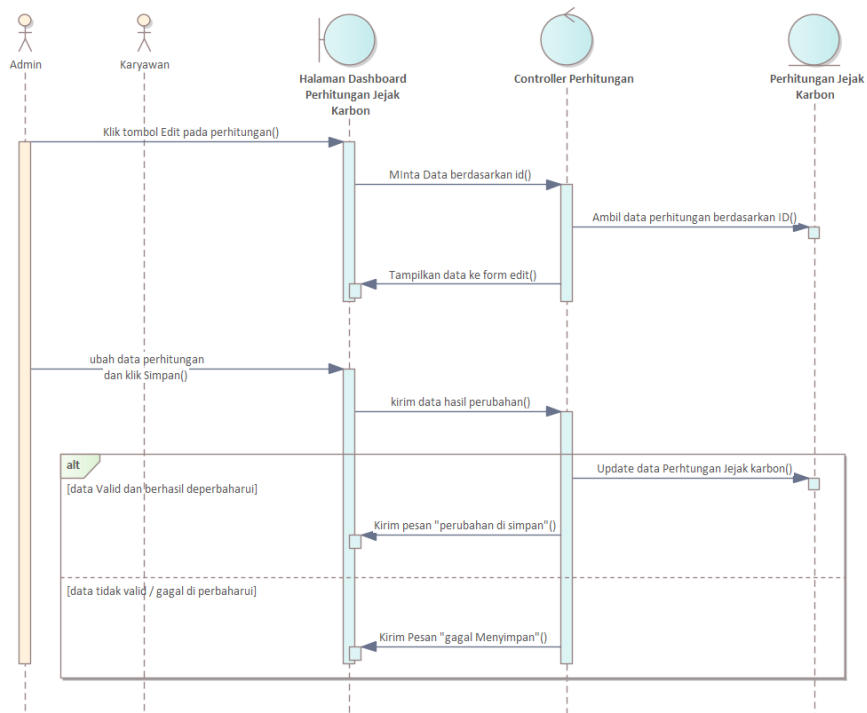 Admin
Karyawan
Halaman Dashboard
Perhitungan Jejak
Karbon
Controller Perhitungan
Perhitungan Jejak
Karbon
Klik tombol Edit pada perhitungan()
MInta Data berdasarkan id()
Ambil data perhitungan berdasarkan ID()
Tampilkan data ke form edit()
ubah data perhitungan
dan klik Simpan()
kirim data hasil perubahan()
alt
[data Valid dan berhasil deperbaharui]
Update data Perhtungan Jejak karbon()
Kirim pesan "perubahan di simpan"()
[data tidak valid / gagal di perbaharui]
Kirim Pesan "gagal Menyimpan"()